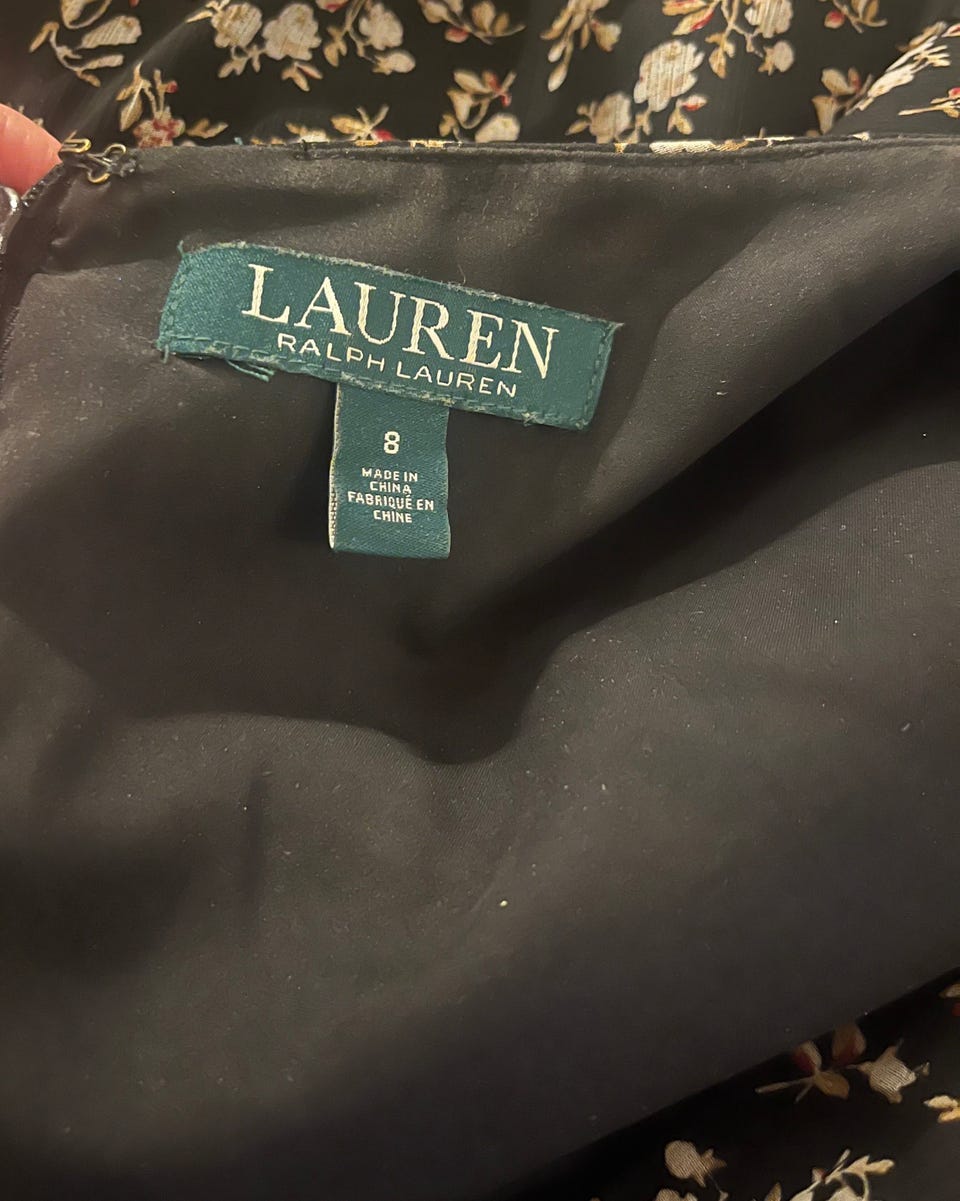 LAUREN
RALPH LAUREN
8
MADE IN
CHINA
FABRIQUÉ EN
CHINE